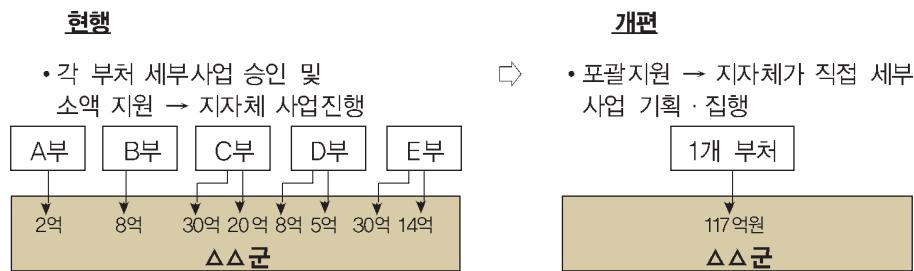 현행
• 각 부처 세부사업 승인 및
소액 지원 → 지자체 사업진행
A부 B부 C부 D부 E부
2억 8억 30억 20억 8억 5억 30억 14억
△△군
⇨
개편
• 포괄지원 → 지자체가 직접 세부
사업 기획 · 집행
1개 부처
117억원
△△군